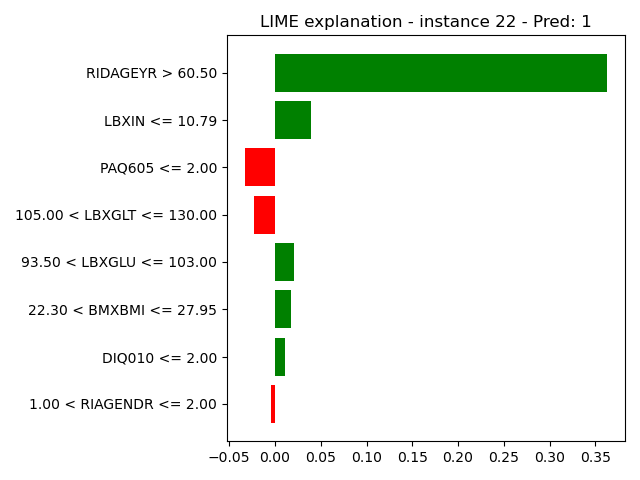 LIME explanation - instance 22 - Pred: 1
RIDAGEYR > 60.50
LBXIN <= 10.79
PAQ605 <= 2.00
105.00 < LBXGLT <= 130.00
93.50 < LBXGLU <= 103.00
22.30 < BMXBMI <= 27.95
DIQ010 <= 2.00
1.00 < RIAGENDR <= 2.00
−0.05 0.00 0.05 0.10 0.15 0.20 0.25 0.30 0.35